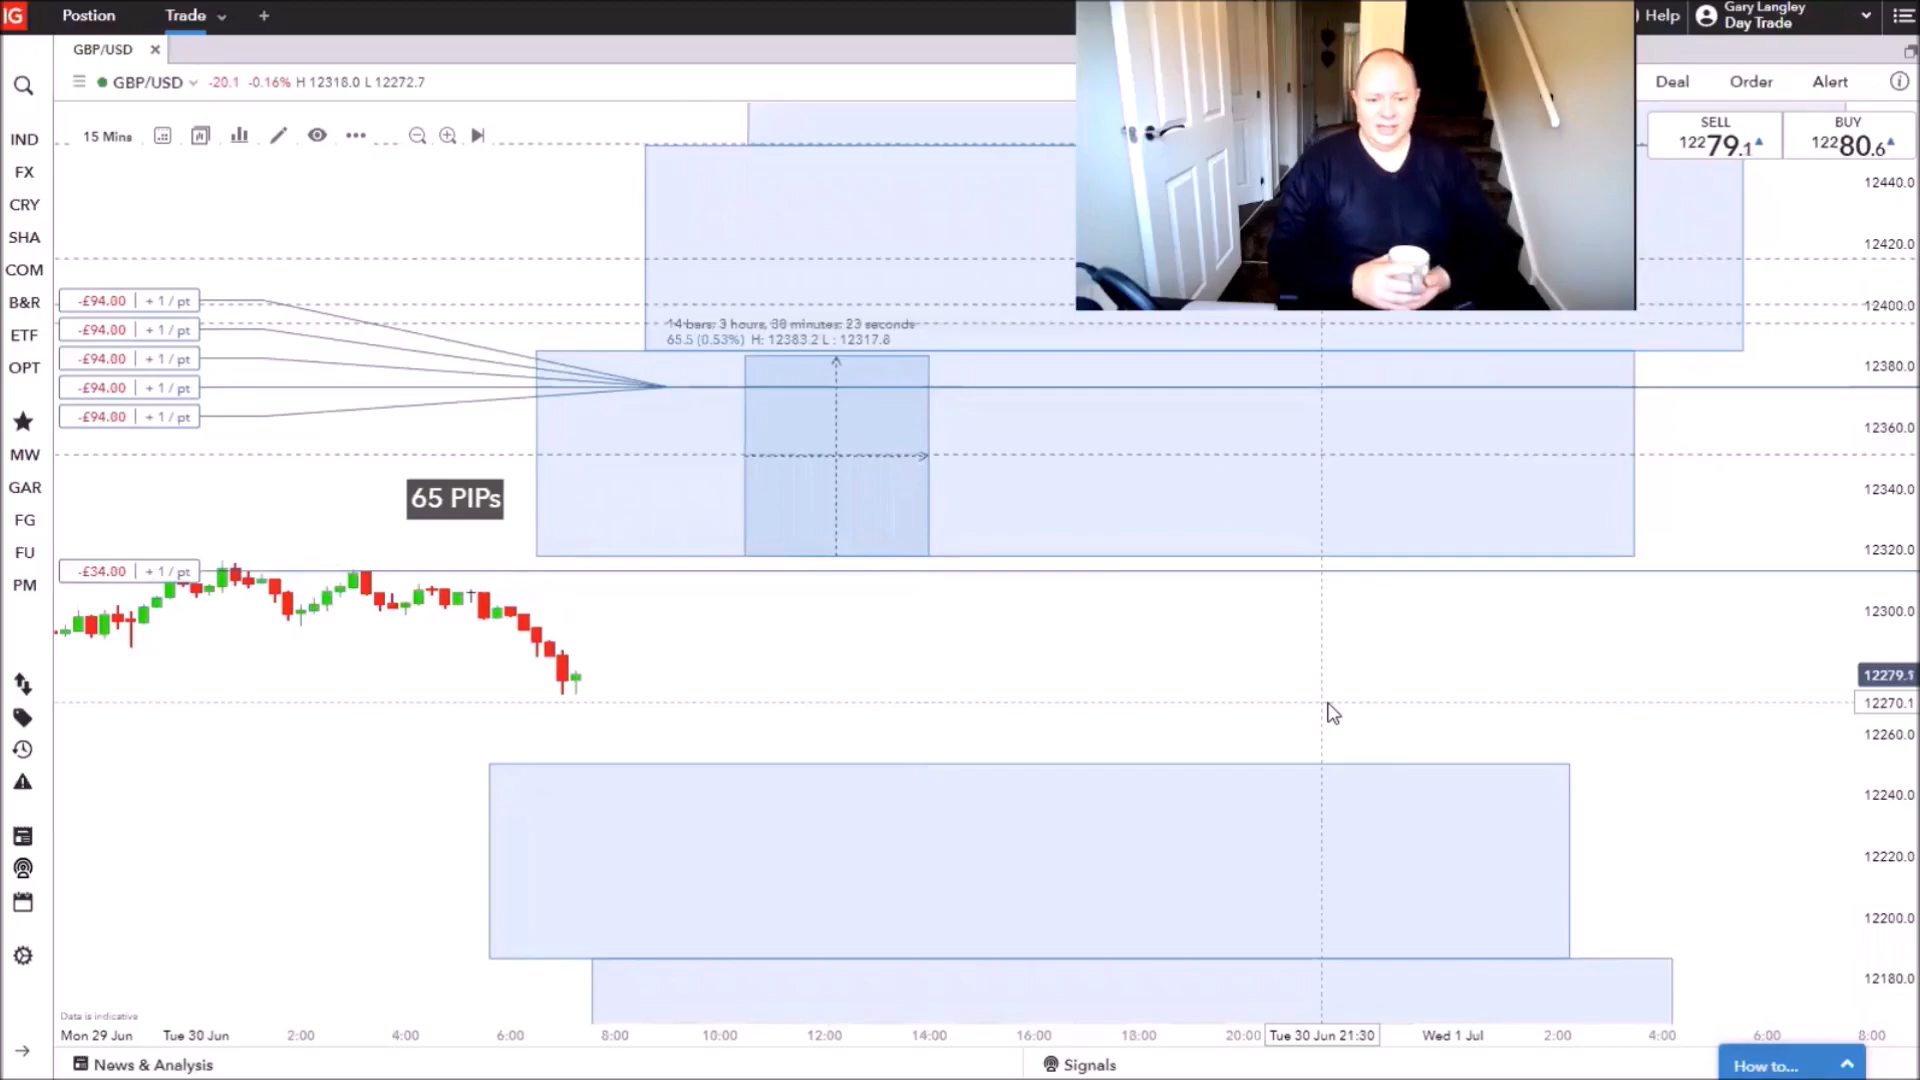 IG Postion Trade + Help Gary Langley
Day Trade
GBP/USD
GBP/USD -20.1 -0.16% H 12318.0 L 12272.7 Deal Order Alert
15 Mins
SELL BUY
12279.1 12280.6
IND
FX
CRY
SHA
COM
B&R
ETF
OPT
MW
GAR
FG
FU
PM
-£94.00 | + 1 / pt
-£94.00 | + 1 / pt
-£94.00 | + 1 / pt
-£94.00 | + 1 / pt
-£94.00 | + 1 / pt
14 bars: 3 hours, 30 minutes: 23 seconds
65.5 (0.53%) H: 12383.2 L : 12317.8
65 PIPs
-£34.00 | + 1 / pt
12440.0
12420.0
12400.0
12380.0
12360.0
12340.0
12320.0
12300.0
12279.1
12270.1
12260.0
12240.0
12220.0
12200.0
12180.0
Data is indicative
Mon 29 Jun Tue 30 Jun 2:00 4:00 6:00 8:00 10:00 12:00 14:00 16:00 18:00 20:00 Tue 30 Jun 21:30 Wed 1 Jul 2:00 4:00 6:00 8:00
News & Analysis Signals How to...